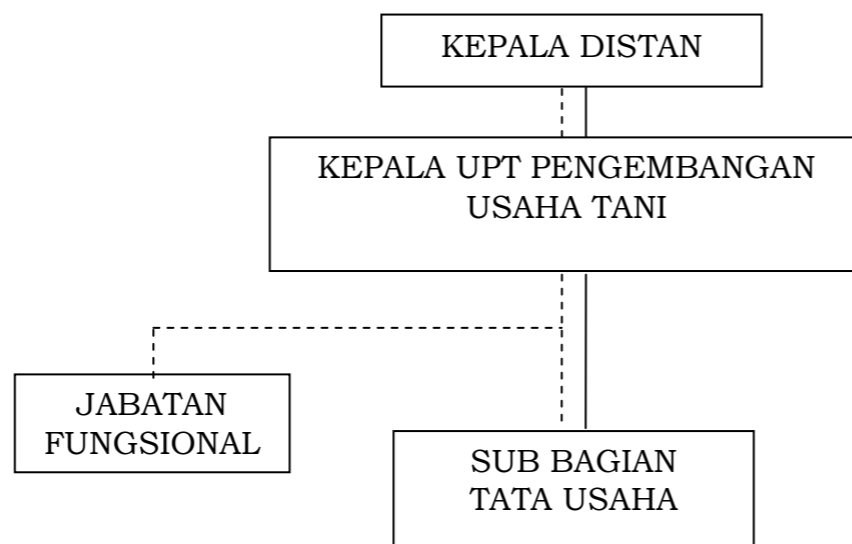 KEPALA DISTAN
KEPALA UPT PENGEMBANGAN
USAHA TANI
JABATAN
FUNGSIONAL
SUB BAGIAN
TATA USAHA